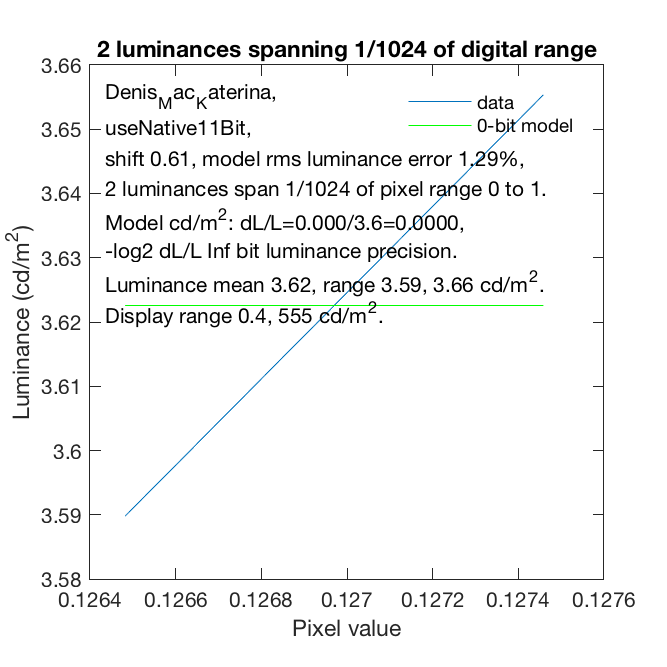 2 luminances spanning 1/1024 of digital range
3.66
3.65
3.64
3.63
3.62
3.61
3.6
3.59
3.58
Luminance (cd/m2)
Denis_Mac_Katerina,
useNative11Bit,
shift 0.61, model rms luminance error 1.29%,
2 luminances span 1/1024 of pixel range 0 to 1.
Model cd/m2: dL/L=0.000/3.6=0.0000,
-log2 dL/L Inf bit luminance precision.
Luminance mean 3.62, range 3.59, 3.66 cd/m2.
Display range 0.4, 555 cd/m2.
data
0-bit model
0.1264 0.1266 0.1268 0.127 0.1272 0.1274 0.1276
Pixel value